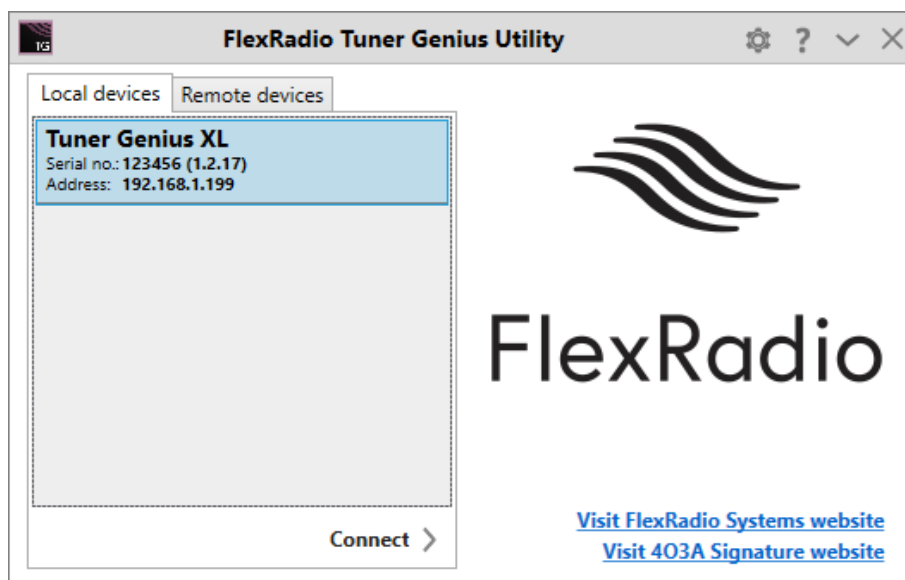 TG
FlexRadio Tuner Genius Utility
?
Local devices
Remote devices
Tuner Genius XL
Serial no.: 123456 (1.2.17)
Address: 192.168.1.199
Connect
FlexRadio
Visit FlexRadio Systems website
Visit 4O3A Signature website